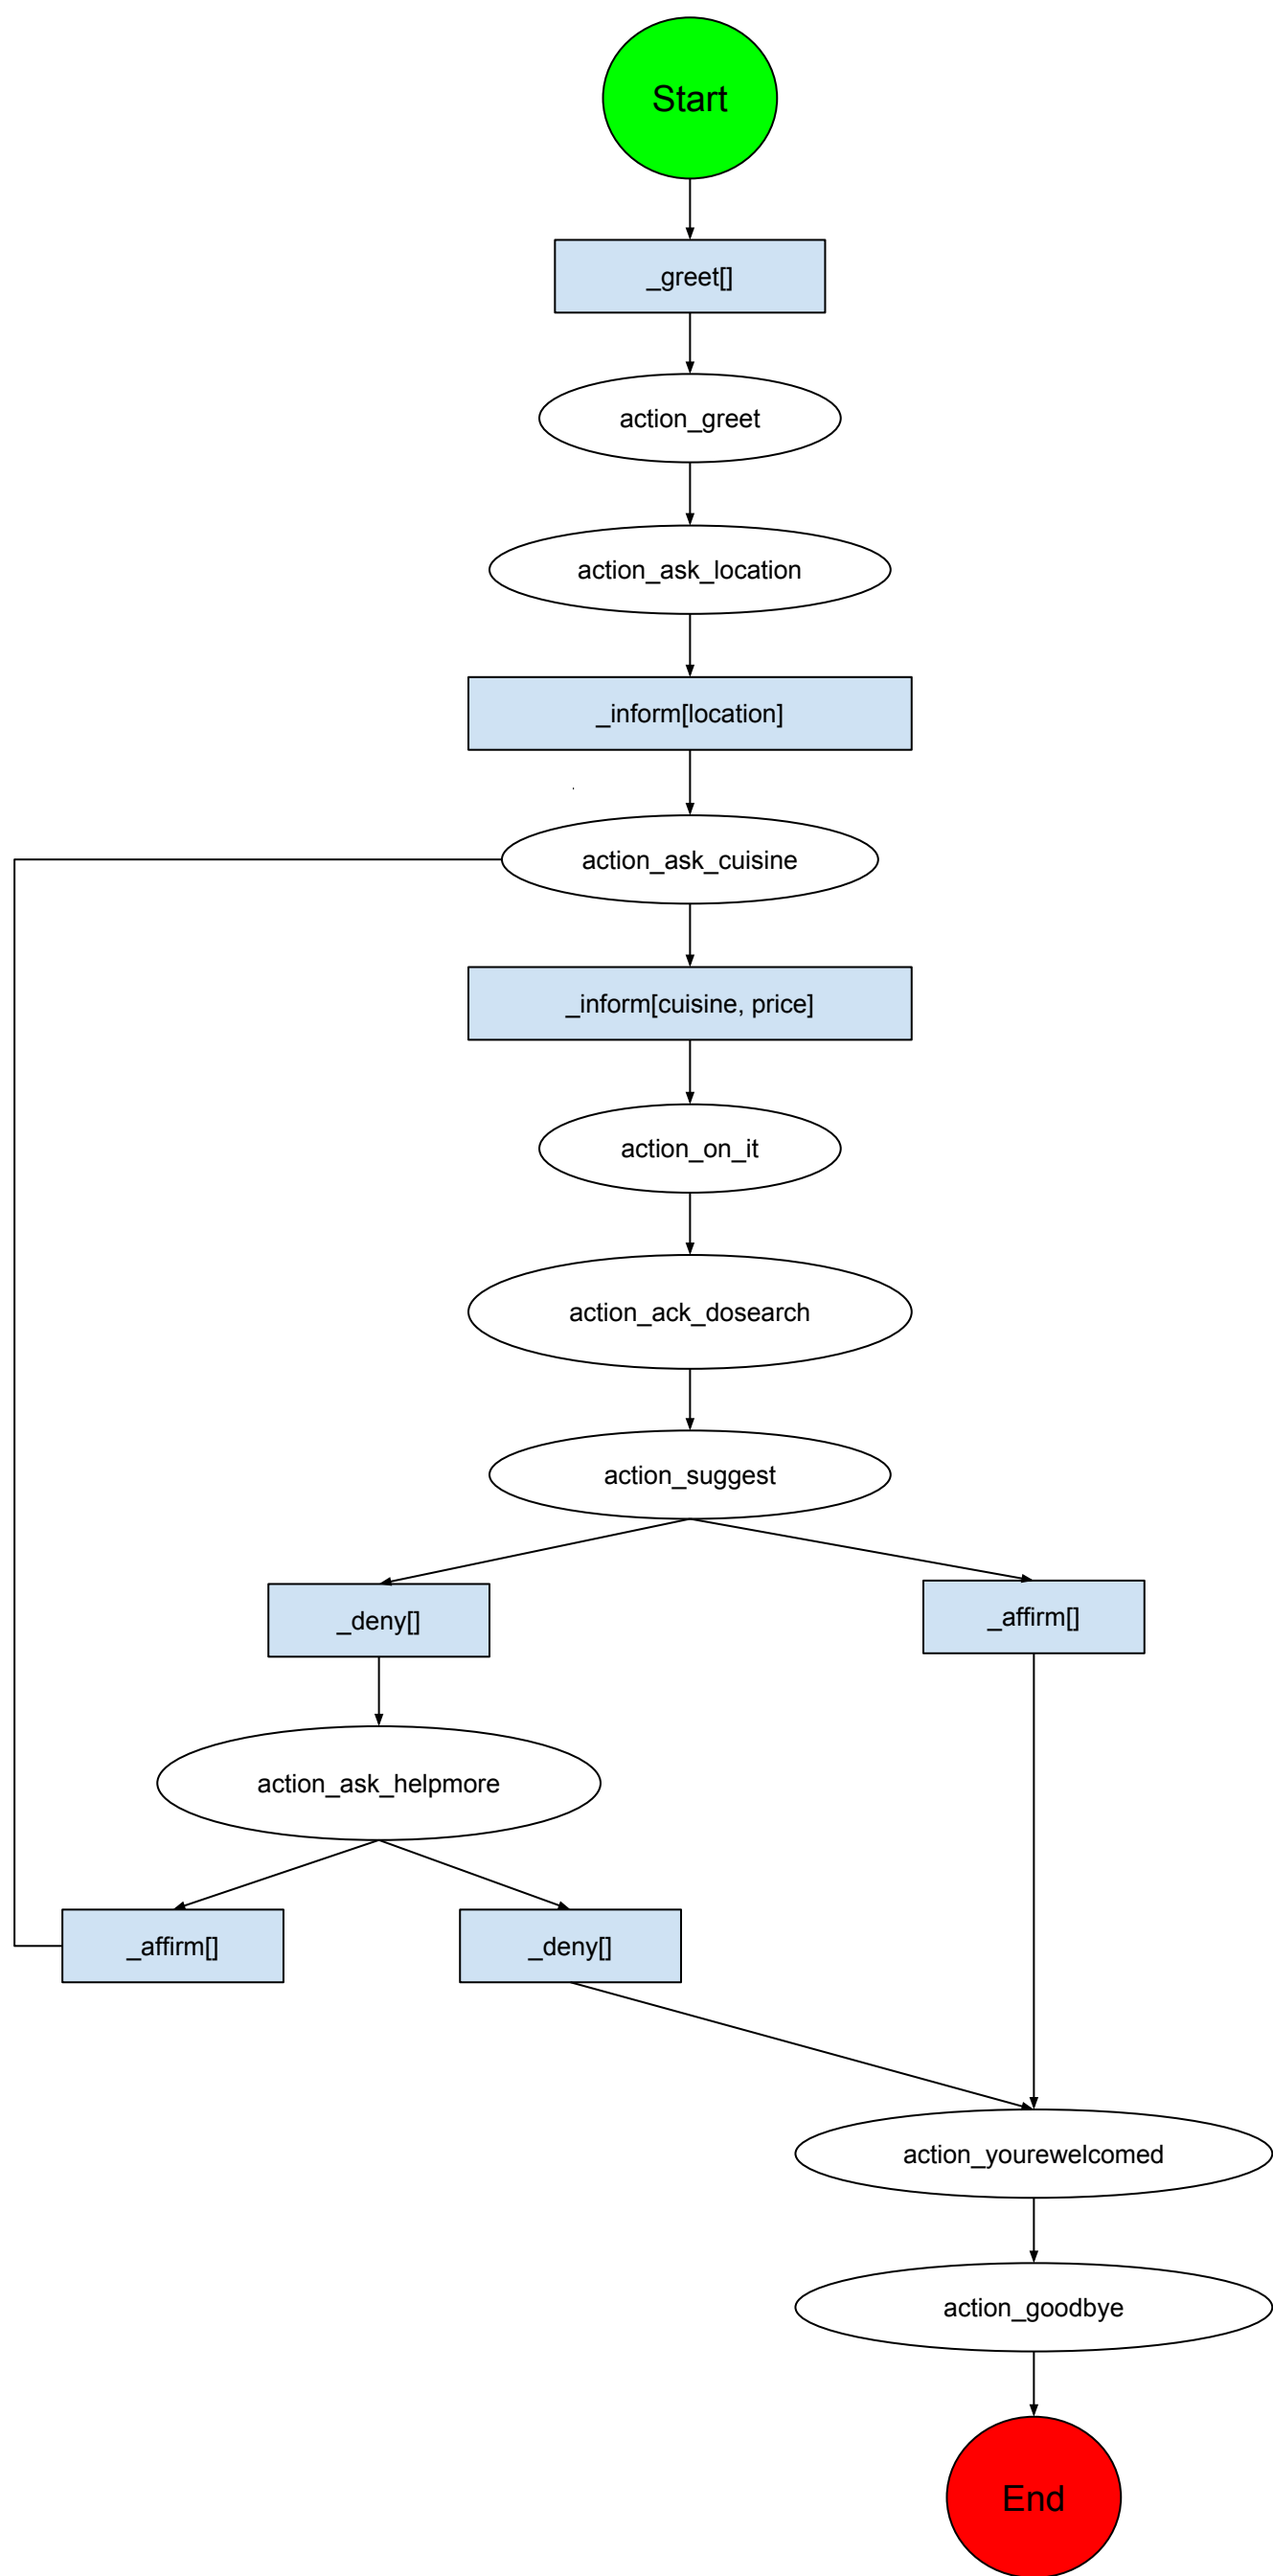 Start
_greet[]
action_greet
action_ask_location
_inform[location]
action_ask_cuisine
_inform[cuisine, price]
action_on_it
action_ack_dosearch
action_suggest
_deny[]
_affirm[]
action_ask_helpmore
_affirm[]
_deny[]
action_yourewelcomed
action_goodbye
End